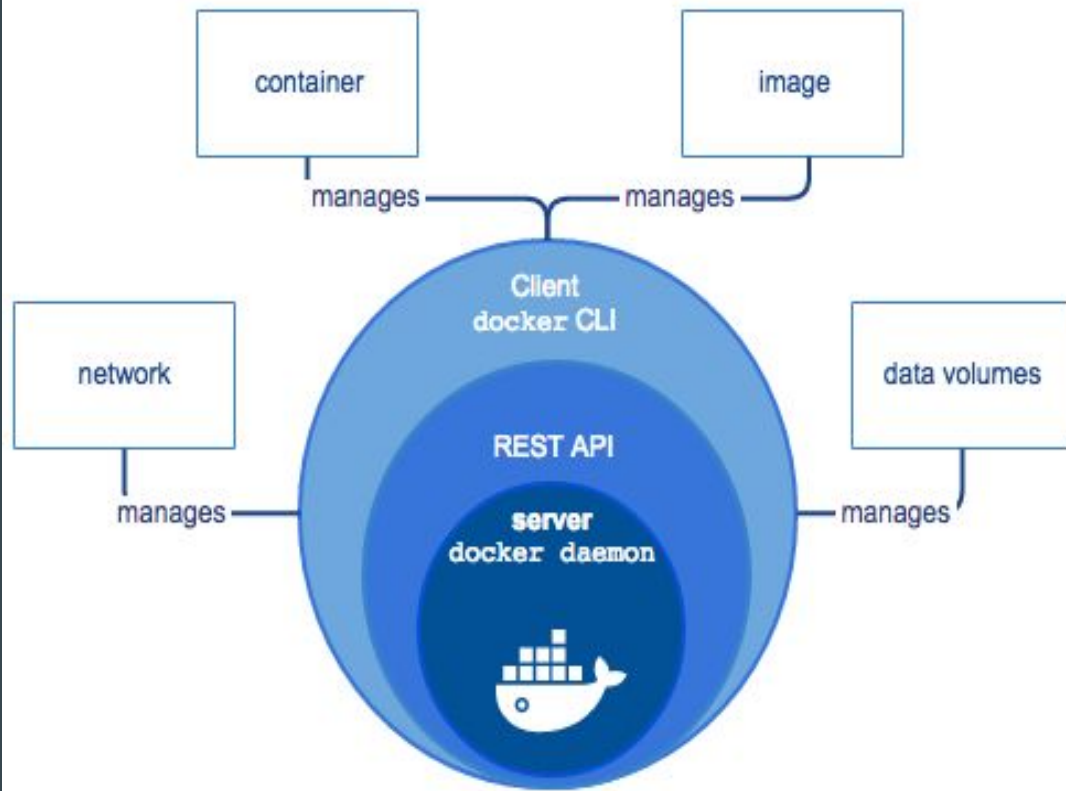 container
image
manages
manages
Client
docker CLI
network
data volumes
REST API
manages
manages
server
docker daemon